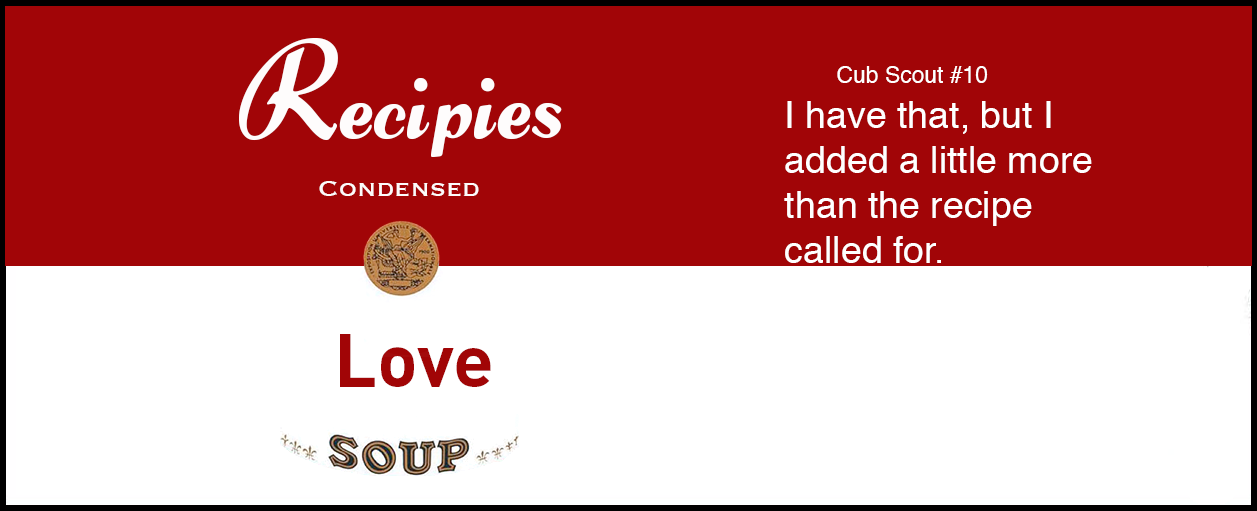 Recipies
CONDENSED
Love
SOUP
Cub Scout #10
I have that, but I
added a little more
than the recipe
called for.